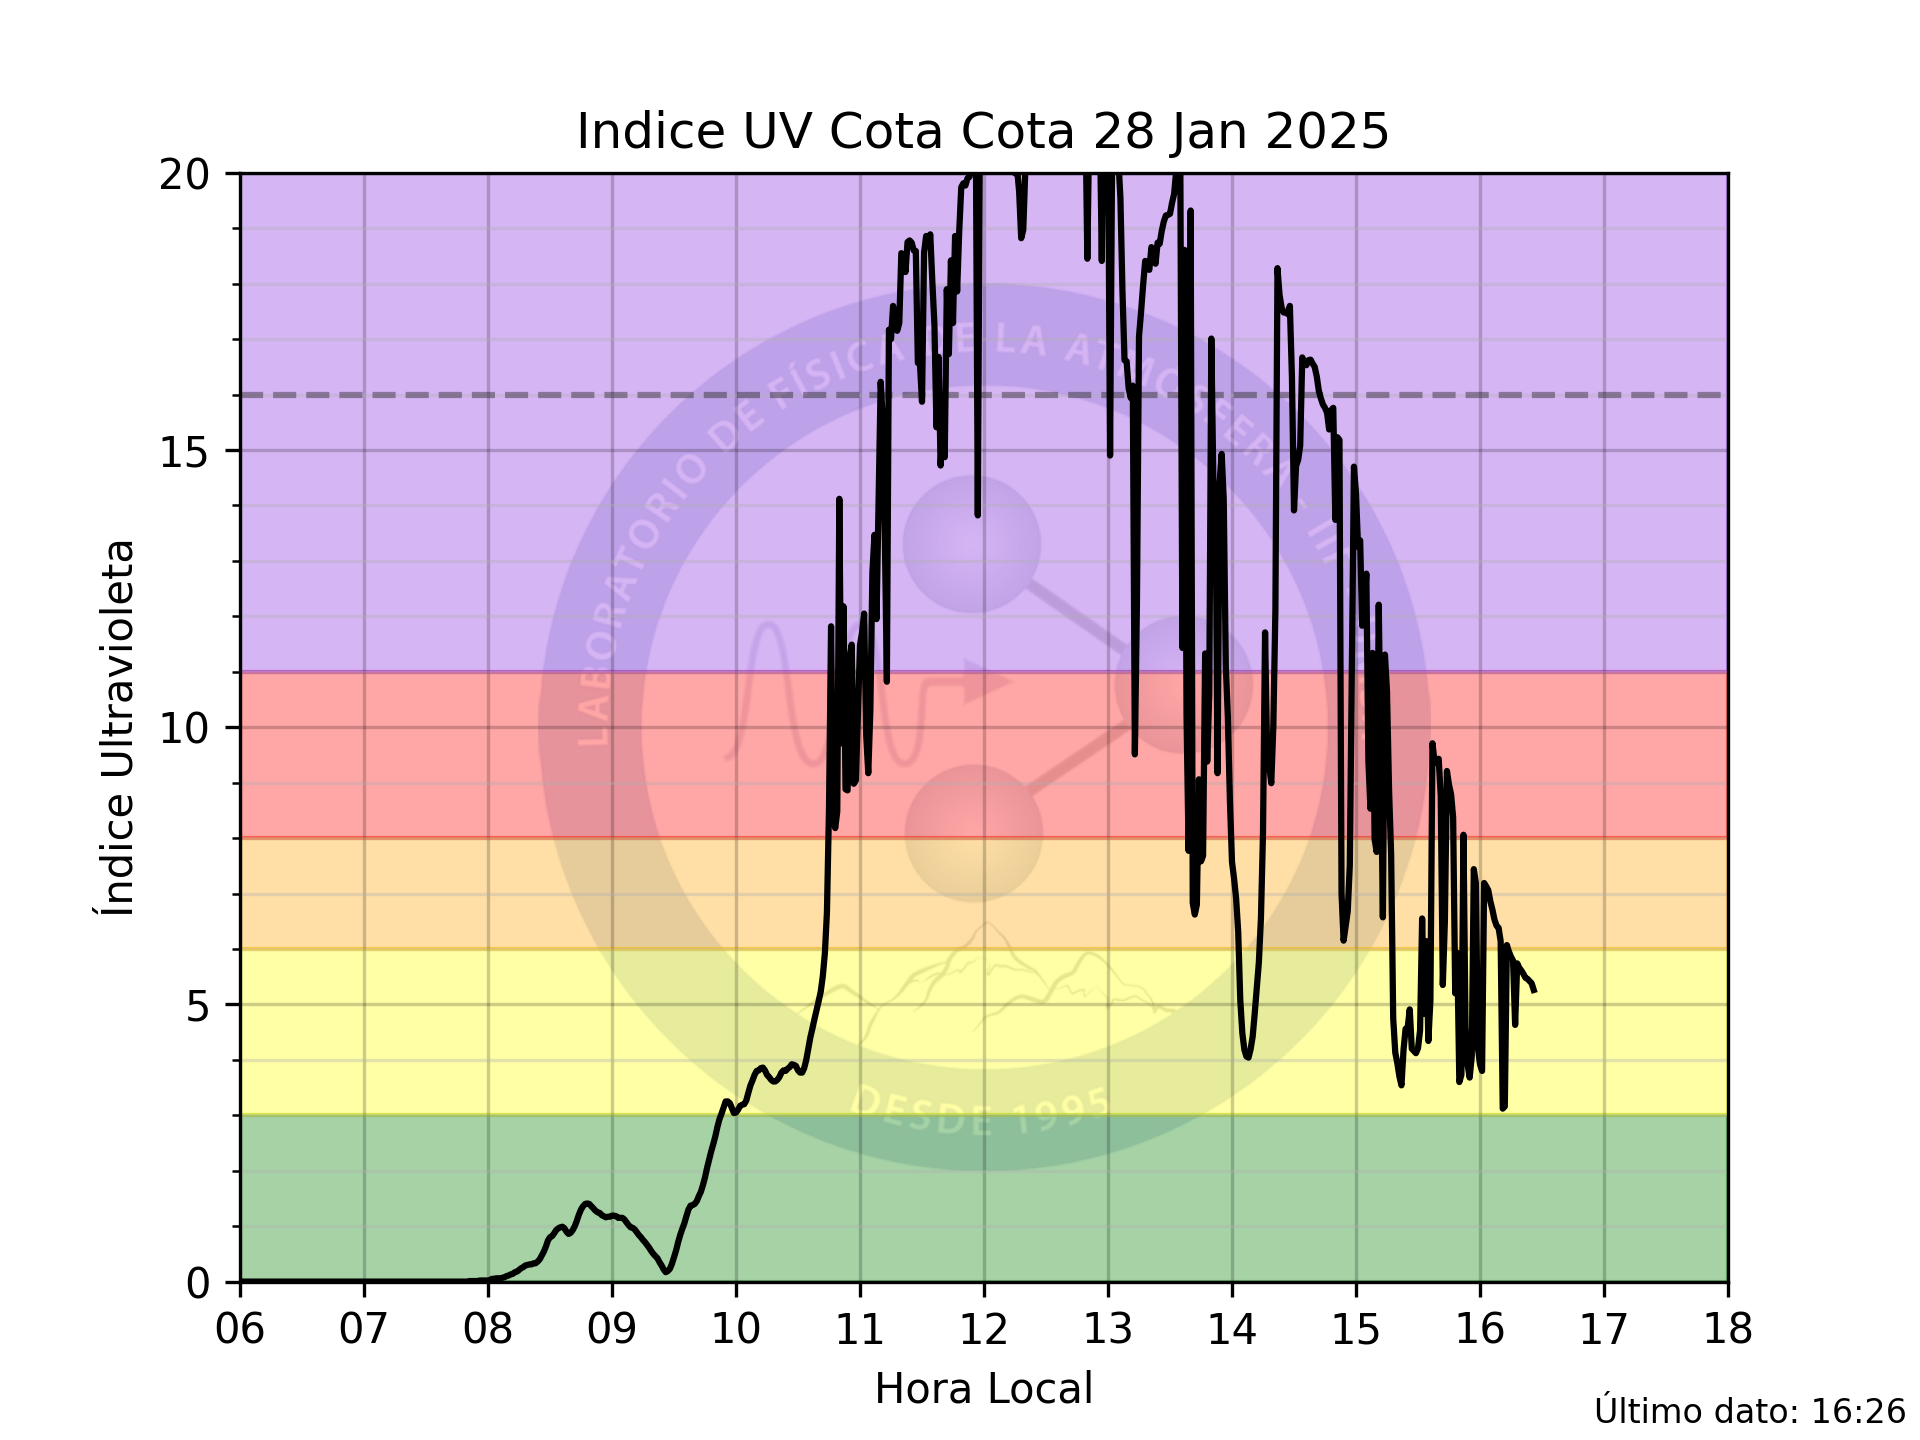 Indice UV Cota Cota 28 Jan 2025
20
15
10
5
0
Índice Ultravioleta
LABORATORIO DE FÍSICA DE LA ATMOSFERA -
DESDE 1995
06 07 08 09 10 11 12 13 14 15 16 17 18
Hora Local
Último dato: 16:26